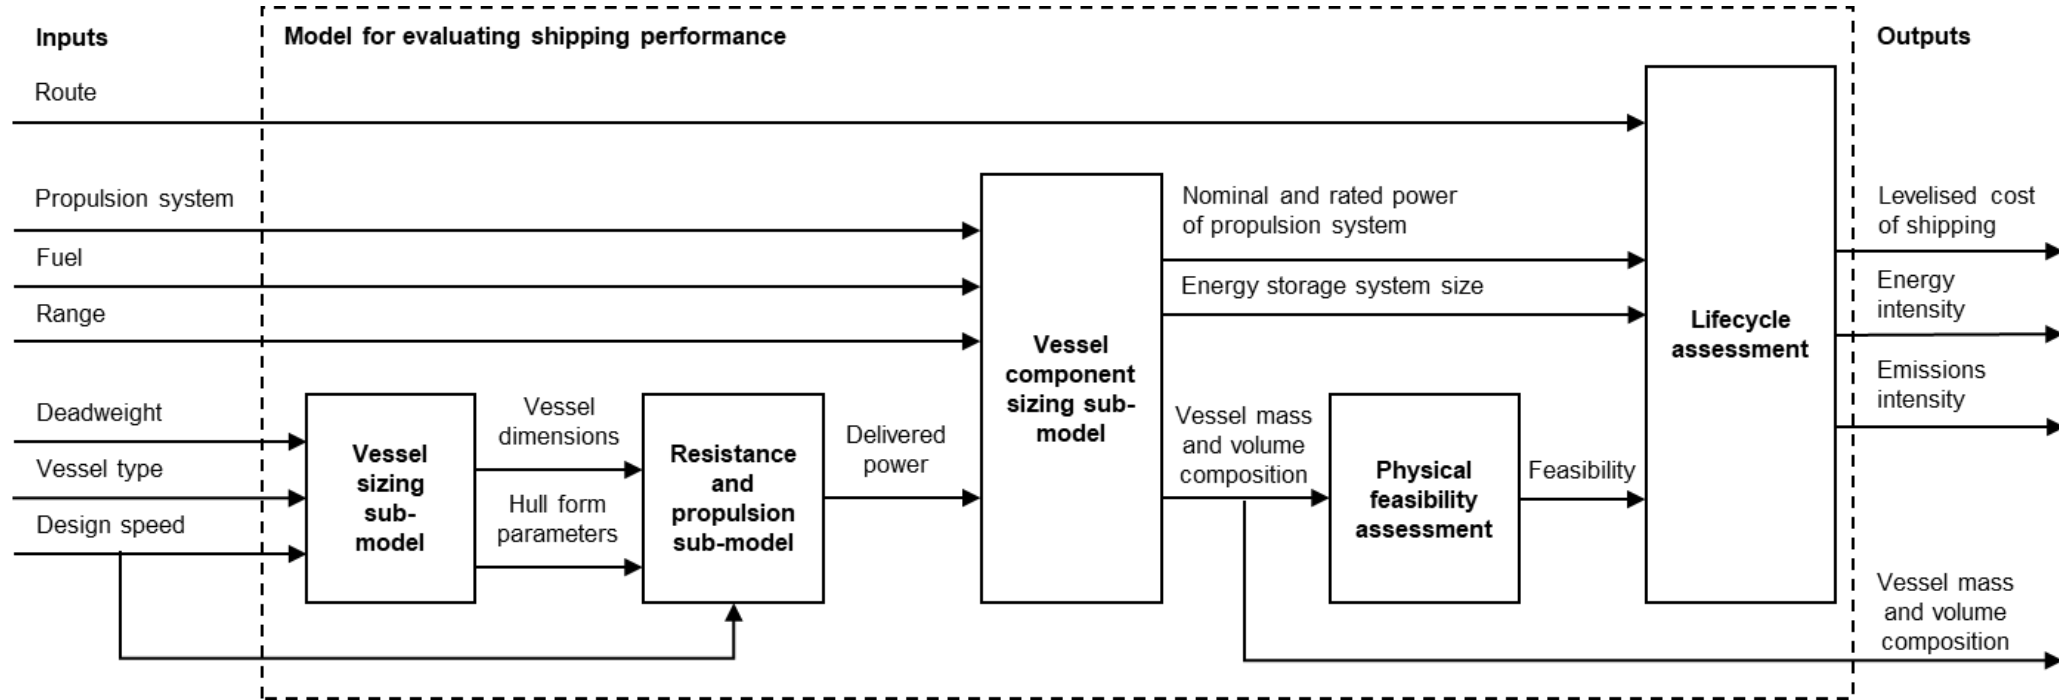 Inputs
Model for evaluating shipping performance
Outputs
Route
Propulsion system
Fuel
Range
Deadweight
Vessel type
Design speed
Vessel
sizing
sub-
model
Vessel
dimensions
Hull form
parameters
Resistance
and
propulsion
sub-model
Delivered
power
Vessel
component
sizing sub-
model
Nominal and rated power
of propulsion system
Energy storage system size
Vessel mass
and volume
composition
Physical
feasibility
assessment
Feasibility
Lifecycle
assessment
Levelised cost
of shipping
Energy
intensity
Emissions
intensity
Vessel mass
and volume
composition